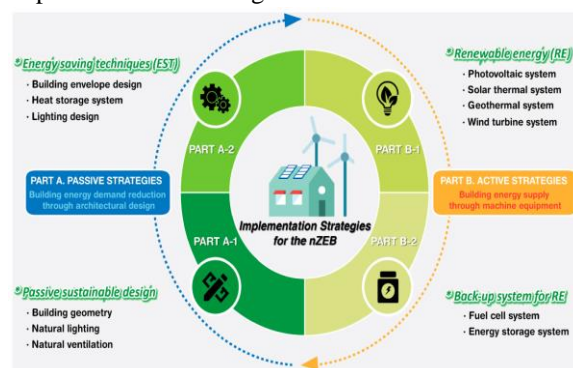 Energy saving techniques (EST)
· Building envelope design
· Heat storage system
· Lighting design
Renewable energy (RE)
· Photovoltaic system
· Solar thermal system
· Geothermal system
· Wind turbine system
PART A-2
PART B-1
PART A. PASSIVE STRATEGIES
Building energy demand reduction
through architectural design
Implementation Strategies
for the nZEB
PART B. ACTIVE STRATEGIES
Building energy supply
through machine equipment
PART A-1
PART B-2
Passive sustainable design
· Building geometry
· Natural lighting
· Natural ventilation
Back-up system for RE
· Fuel cell system
· Energy storage system